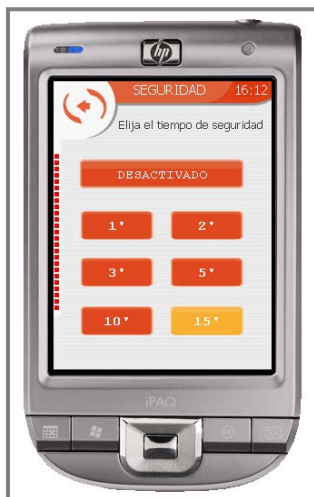 hp
SEGURIDAD 16:12
Elija el tiempo de seguridad
DESACTIVADO
1' 2'
3' 5'
10' 15'
iPAQ